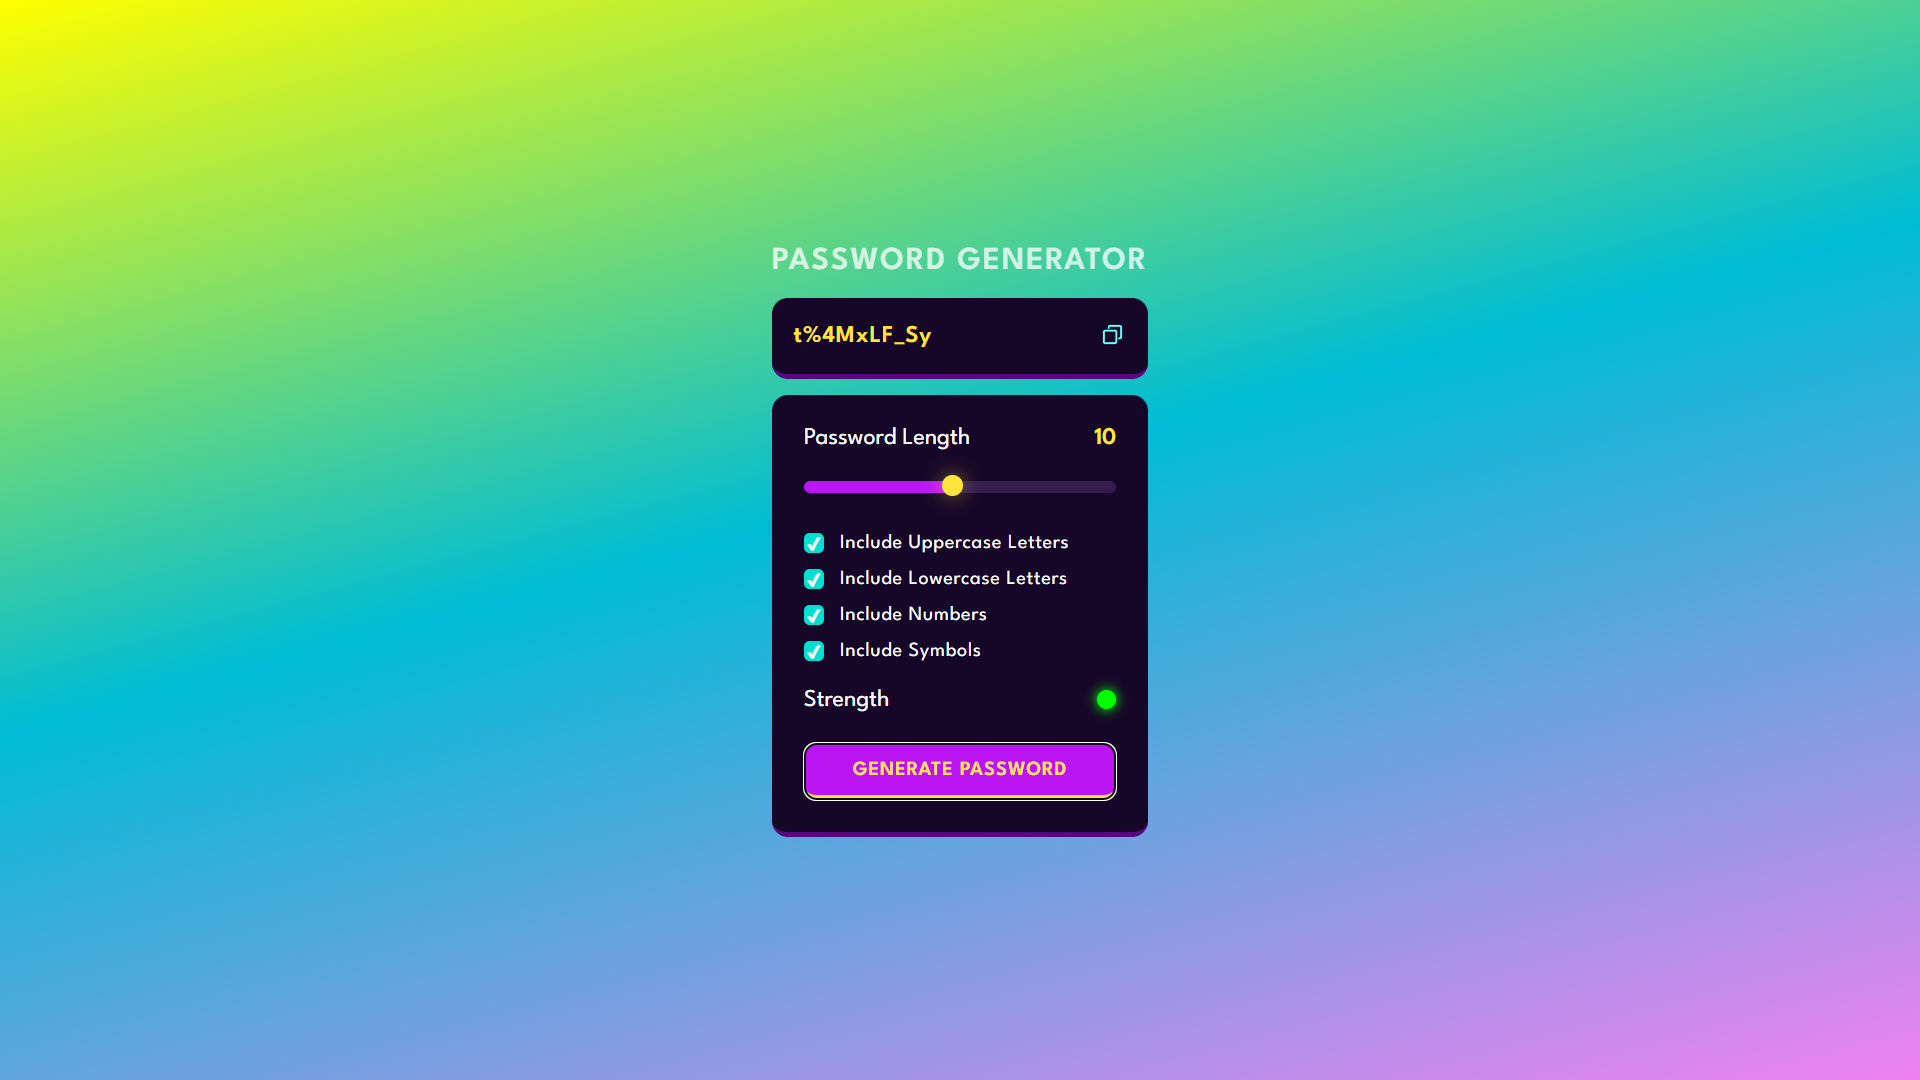 PASSWORD GENERATOR
t%4MxLF_Sy
Password Length 10
Include Uppercase Letters
Include Lowercase Letters
Include Numbers
Include Symbols
Strength
GENERATE PASSWORD